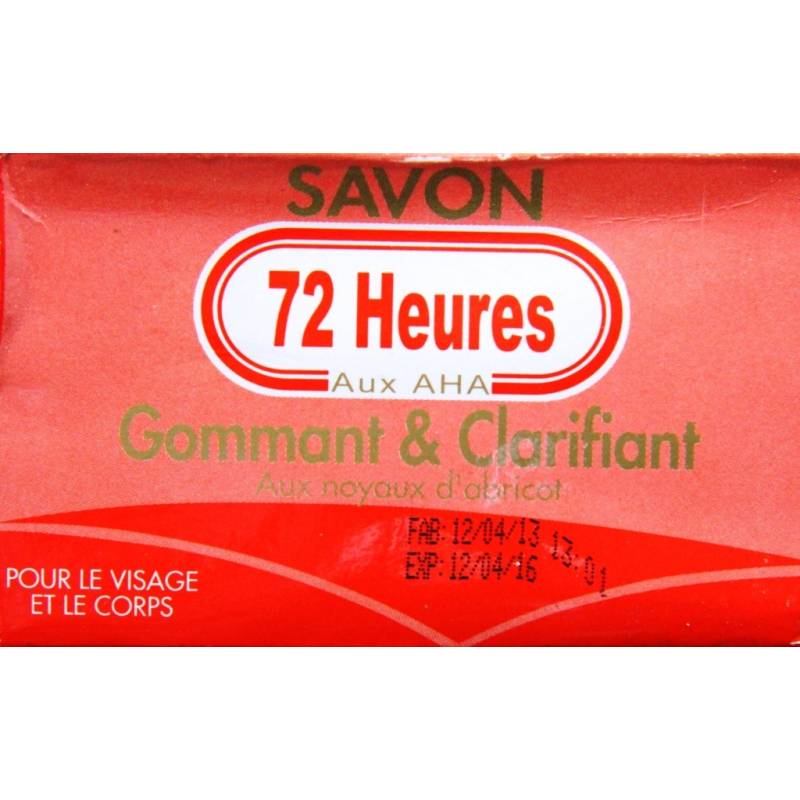 SAVON
72 Heures
Aux AHA
Gommant & Clarifiant
Aux noyaux d'abricot
FAB:12/04/13 13:01
EXP:12/04/16
POUR LE VISAGE
ET LE CORPS